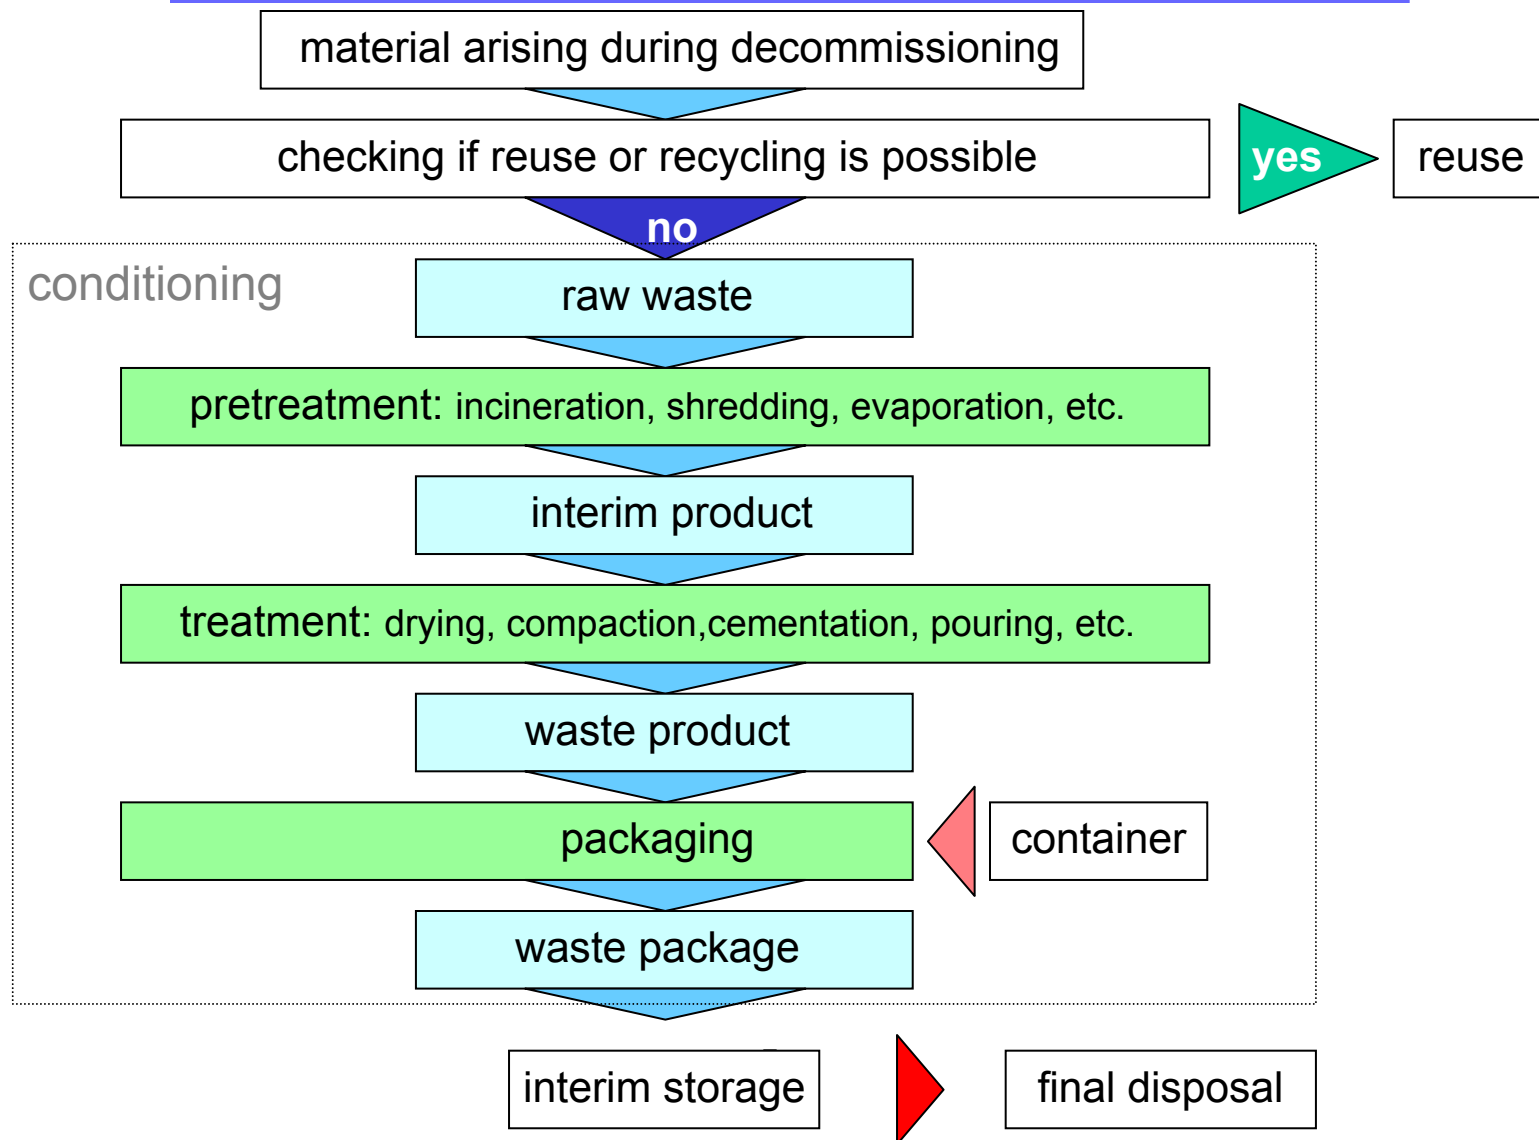 material arising during decommissioning
checking if reuse or recycling is possible
yes
reuse
no
conditioning
raw waste
pretreatment: incineration, shredding, evaporation, etc.
interim product
treatment: drying, compaction,cementation, pouring, etc.
waste product
packaging
container
waste package
interim storage
final disposal